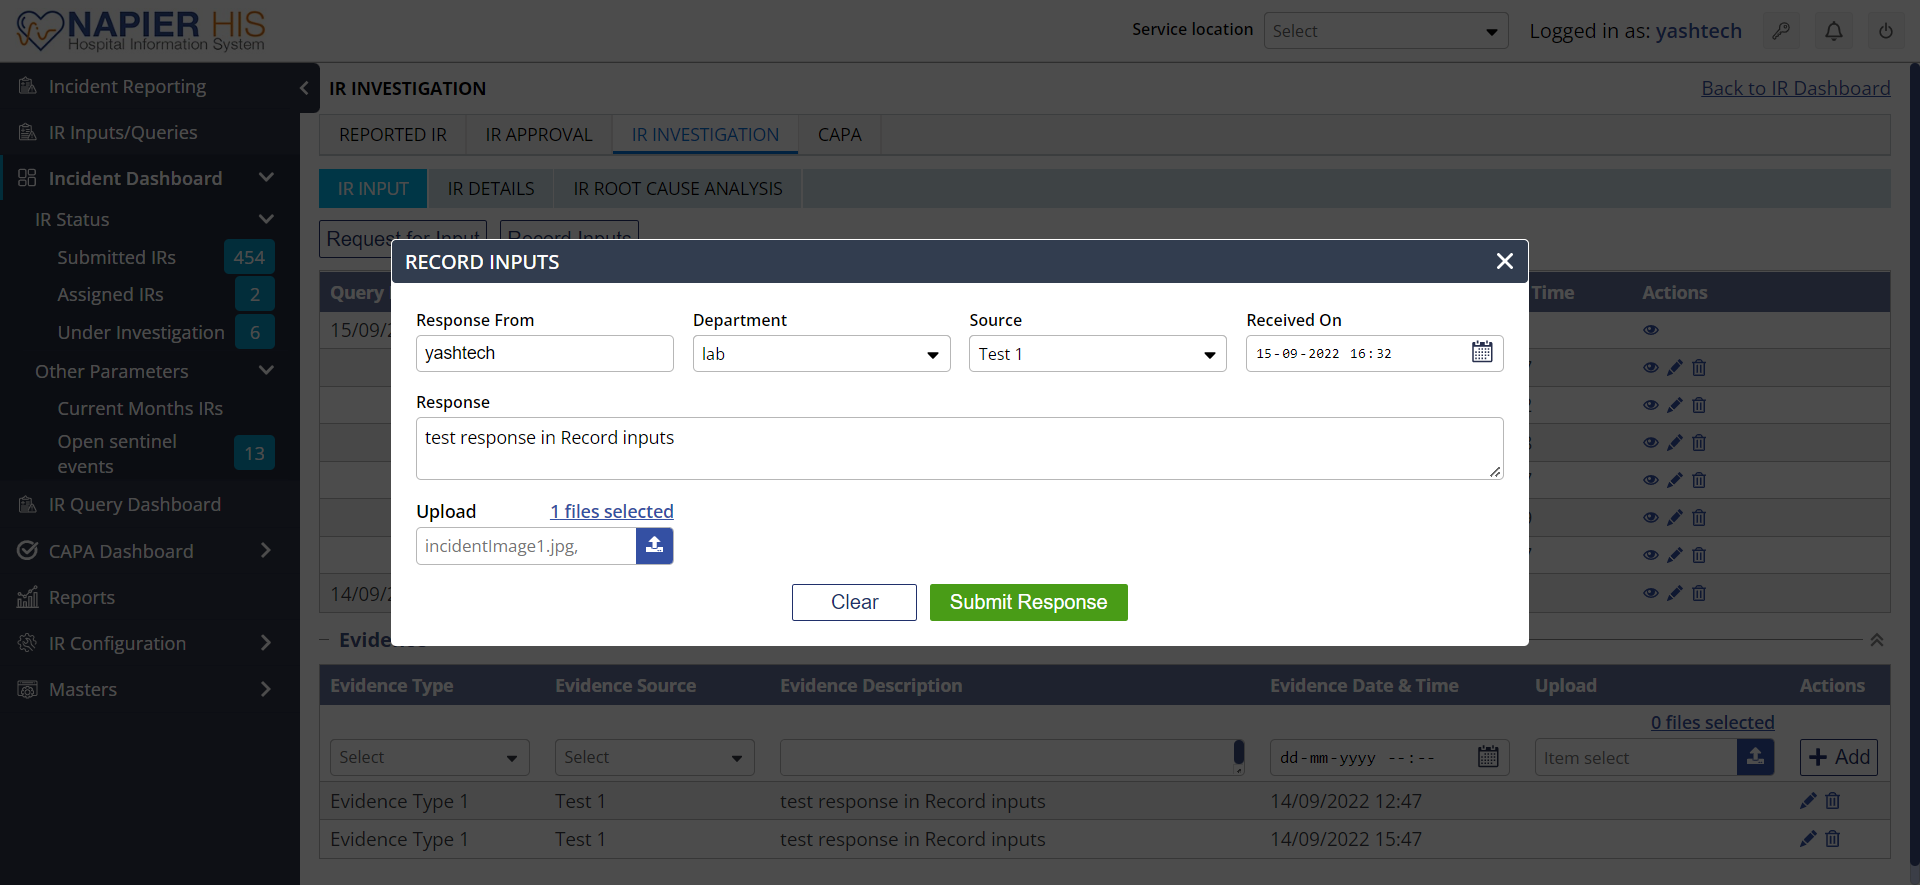 NAPIER HIS
Hospital Information System
Service location
Select
Logged in as: yashtech
Incident Reporting
IR Inputs/Queries
Incident Dashboard
IR Status
Submitted IRs 454
Assigned IRs 2
Under Investigation 6
Other Parameters
Current Months IRs
Open sentinel
events
13
IR Query Dashboard
CAPA Dashboard
Reports
IR Configuration
Masters
IR INVESTIGATION
Back to IR Dashboard
REPORTED IR IR APPROVAL IR INVESTIGATION CAPA
IR INPUT IR DETAILS IR ROOT CAUSE ANALYSIS
Request for Input Record Inputs
Query Time Actions
15/09/2
14/09/2
RECORD INPUTS
Response From Department Source Received On
yashtech lab Test 1 15-09-2022 16:32
Response
test response in Record inputs
Upload 1 files selected
incidentImage1.jpg,
Clear Submit Response
Evidence
Evidence Type Evidence Source Evidence Description Evidence Date & Time Upload Actions
0 files selected
Select Select dd-mm-yyyy --:-- Item select Add
Evidence Type 1 Test 1 test response in Record inputs 14/09/2022 12:47
Evidence Type 1 Test 1 test response in Record inputs 14/09/2022 15:47